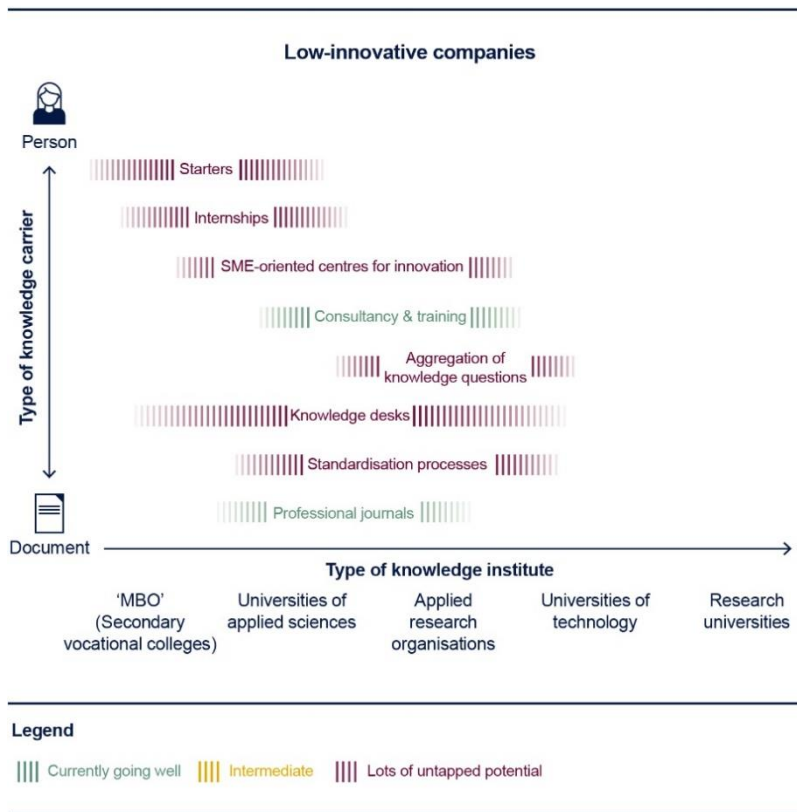 Low-innovative companies
Person
Starters
Internships
SME-oriented centres for innovation
Consultancy & training
Aggregation of
knowledge questions
Knowledge desks
Standardisation processes
Professional journals
Type of knowledge carrier
Document
Type of knowledge institute
'MBO'
(Secondary
vocational colleges)
Universities of
applied sciences
Applied
research
organisations
Universities of
technology
Research
universities
Legend
Currently going well
Intermediate
Lots of untapped potential